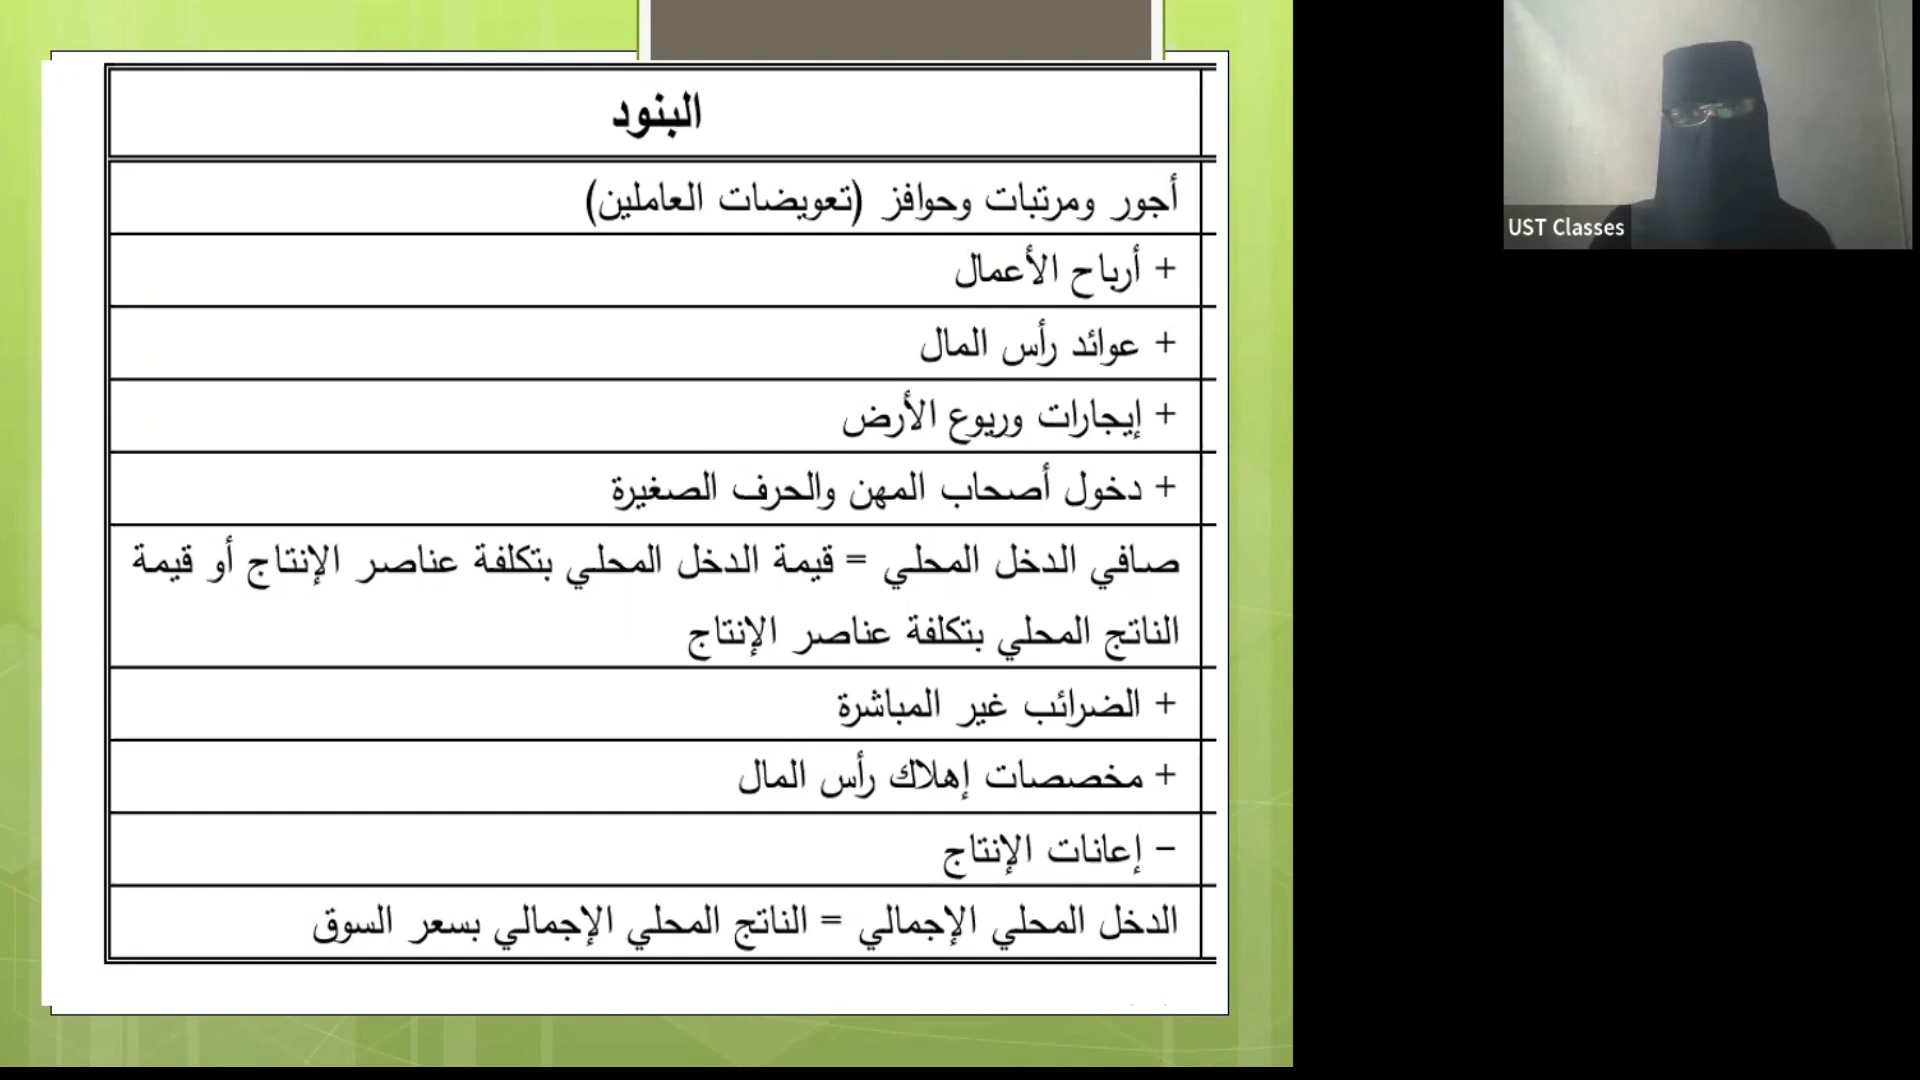 البنود
أجور ومرتبات وحوافز (تعويضات العاملين)
+ أرباح الأعمال
+ عوائد رأس المال
+ إيجارات وريوع الأرض
+ دخول أصحاب المهن والحرف الصغيرة
صافي الدخل المحلي = قيمة الدخل المحلي بتكلفة عناصر الإنتاج أو قيمة
الناتج المحلي بتكلفة عناصر الإنتاج
+ الضرائب غير المباشرة
+ مخصصات إهلاك رأس المال
– إعانات الإنتاج
الدخل المحلي الإجمالي = الناتج المحلي الإجمالي بسعر السوق
UST Classes